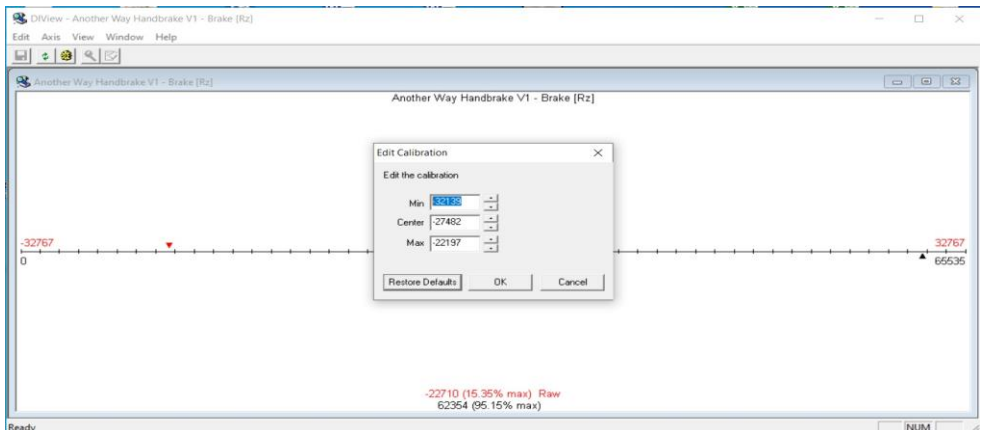 DIView - Another Way Handbrake V1 - Brake [Rz]
Edit Axis View Window Help
Another Way Handbrake V1 - Brake [Rz]
Another Way Handbrake V1 - Brake [Rz]
Edit Calibration
Edit the calibration
Min -32139
Center -27482
Max -22197
Restore Defaults OK Cancel
-32767 32767
0 65535
-22710 (15.35% max) Raw
62354 (95.15% max)
Ready NUM